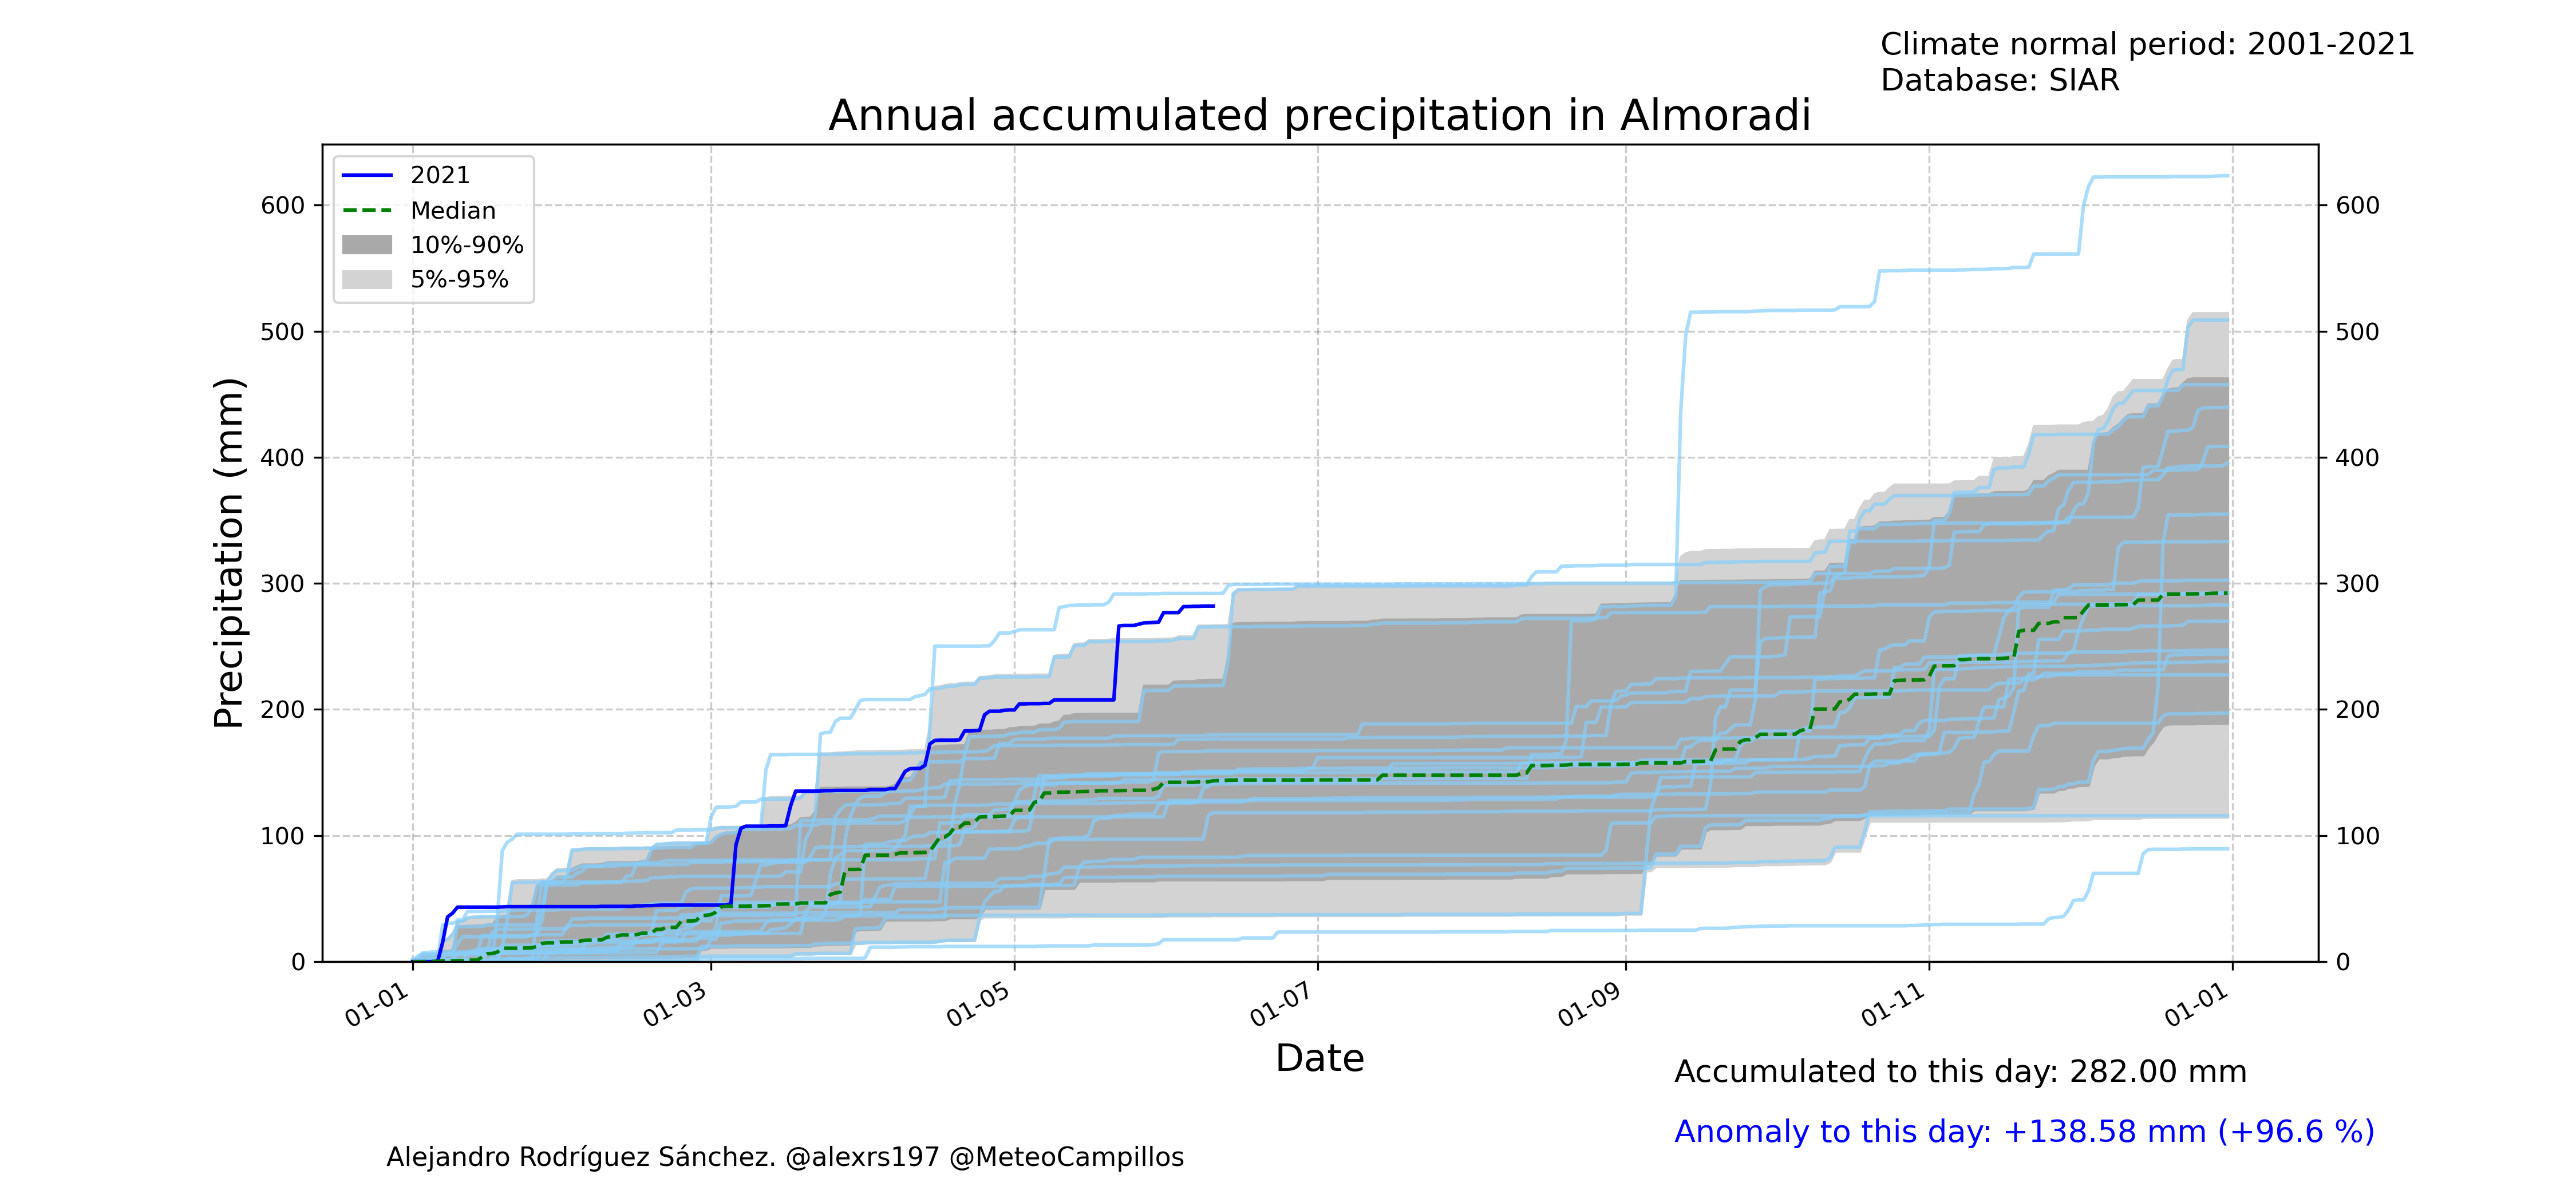 Climate normal period: 2001-2021
Database: SIAR
Annual accumulated precipitation in Almoradi
2021
Median
10%-90%
5%-95%
Precipitation (mm)
600
500
400
300
200
100
0
600
500
400
300
200
100
0
01-01
01-03
01-05
01-07
01-09
01-11
01-01
Date
Accumulated to this day: 282.00 mm
Anomaly to this day: +138.58 mm (+96.6 %)
Alejandro Rodríguez Sánchez. @alexrs197 @MeteoCampillos